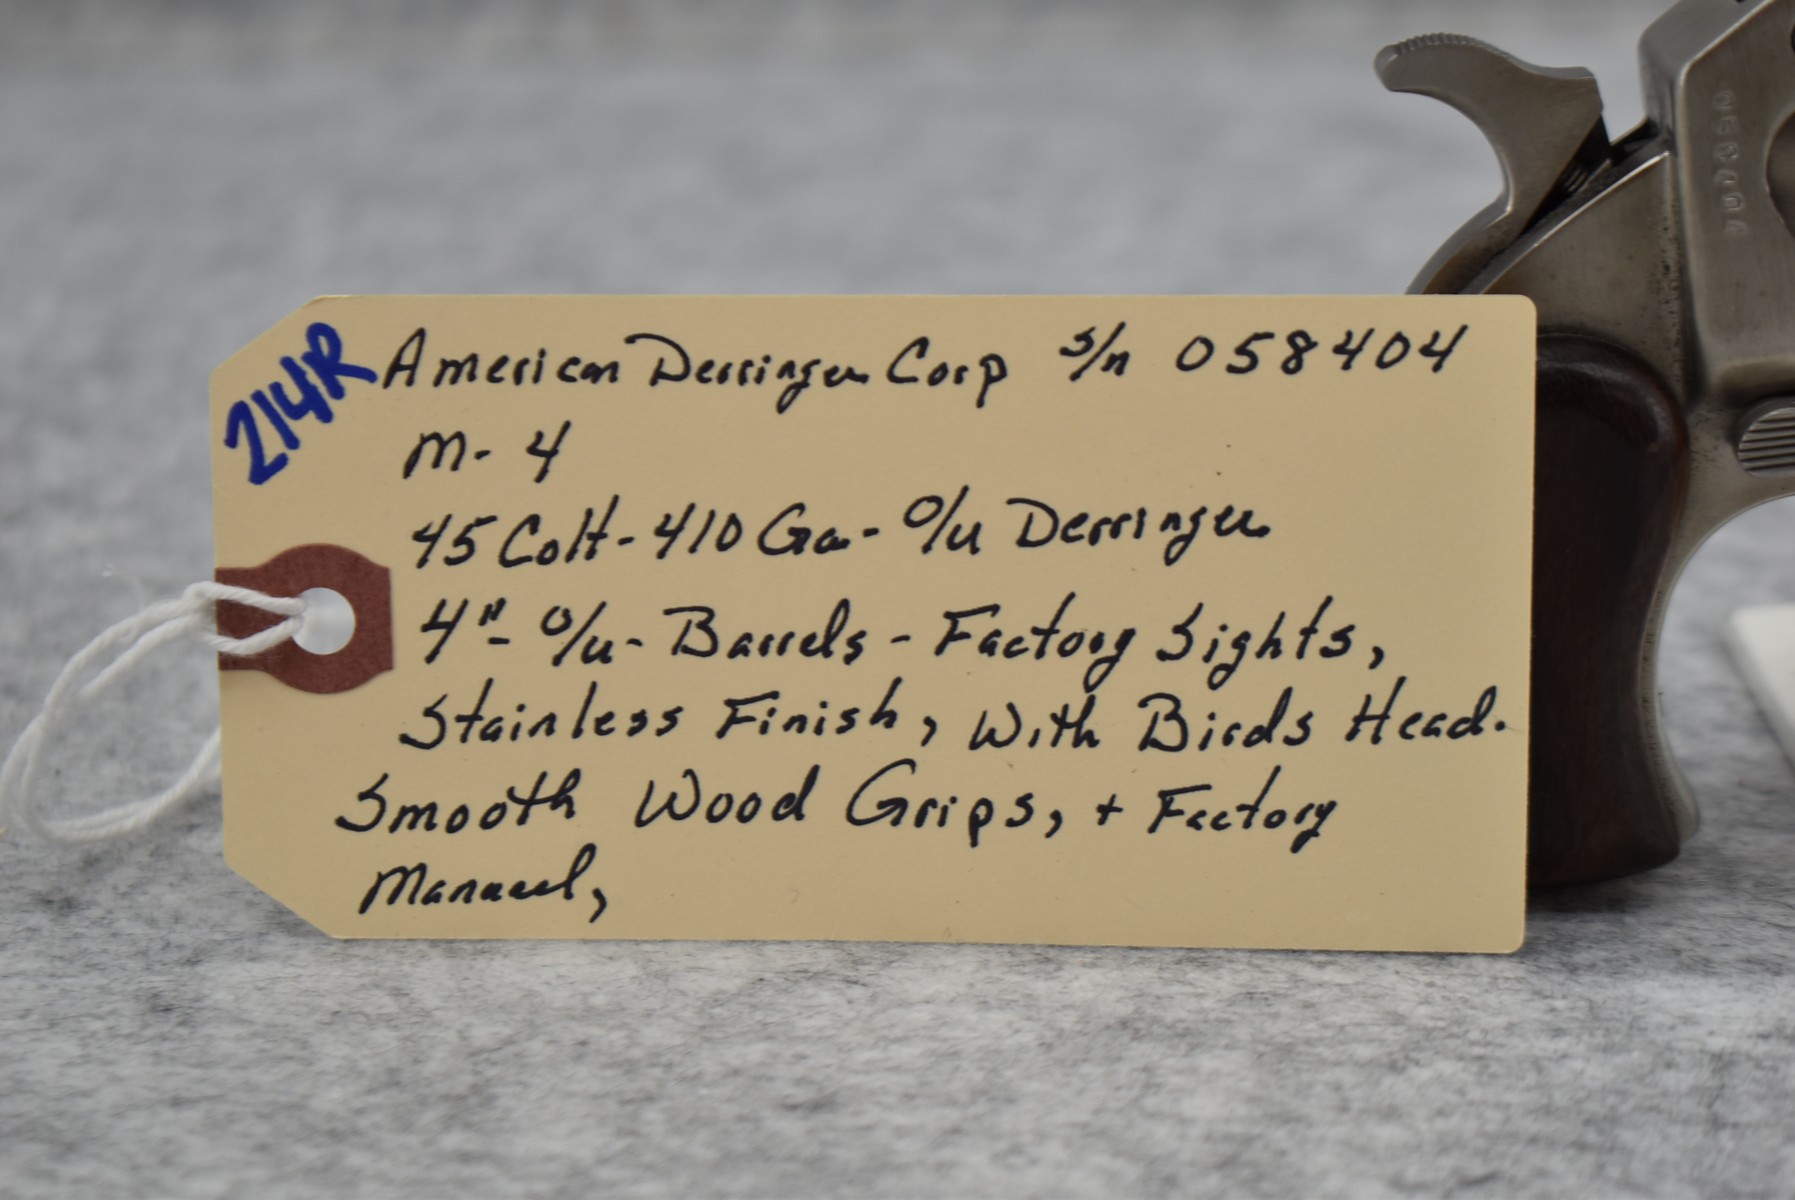 214R
American Derringer Corp s/n 058404
M- 4
45 Colt- 410 Ga- O/u Derringer
4"- O/u- Barrels - Factory Sights,
Stainless Finish, With Birds Head.
Smooth Wood Grips, + Factory
Manual,